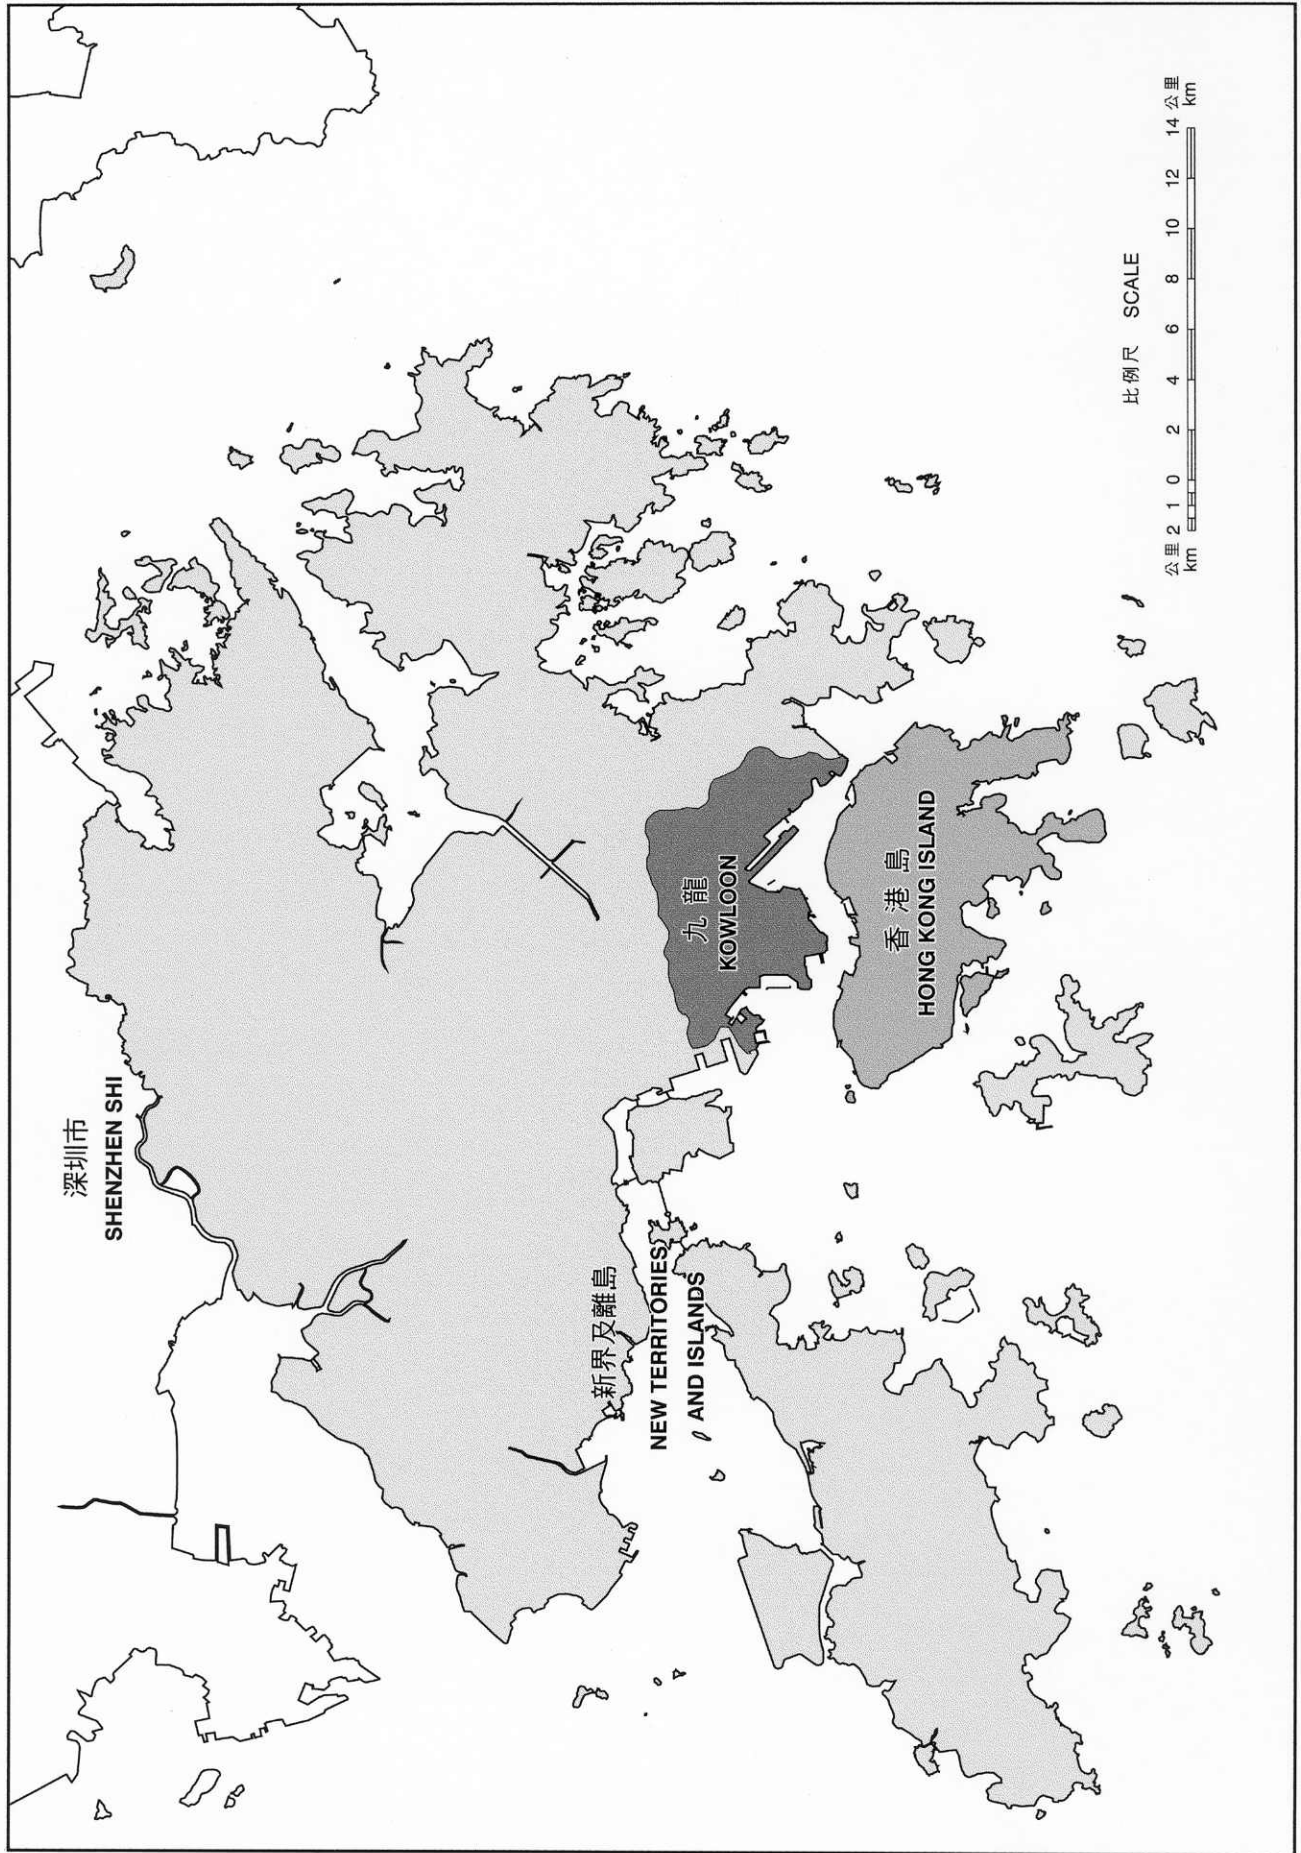 深圳市
SHENZHEN SHI
新界及離島
NEW TERRITORIES
AND ISLANDS
九龍
KOWLOON
香港島
HONG KONG ISLAND
比例尺 SCALE
公里 2 1 0 2 4 6 8 10 12 14 公里
km km